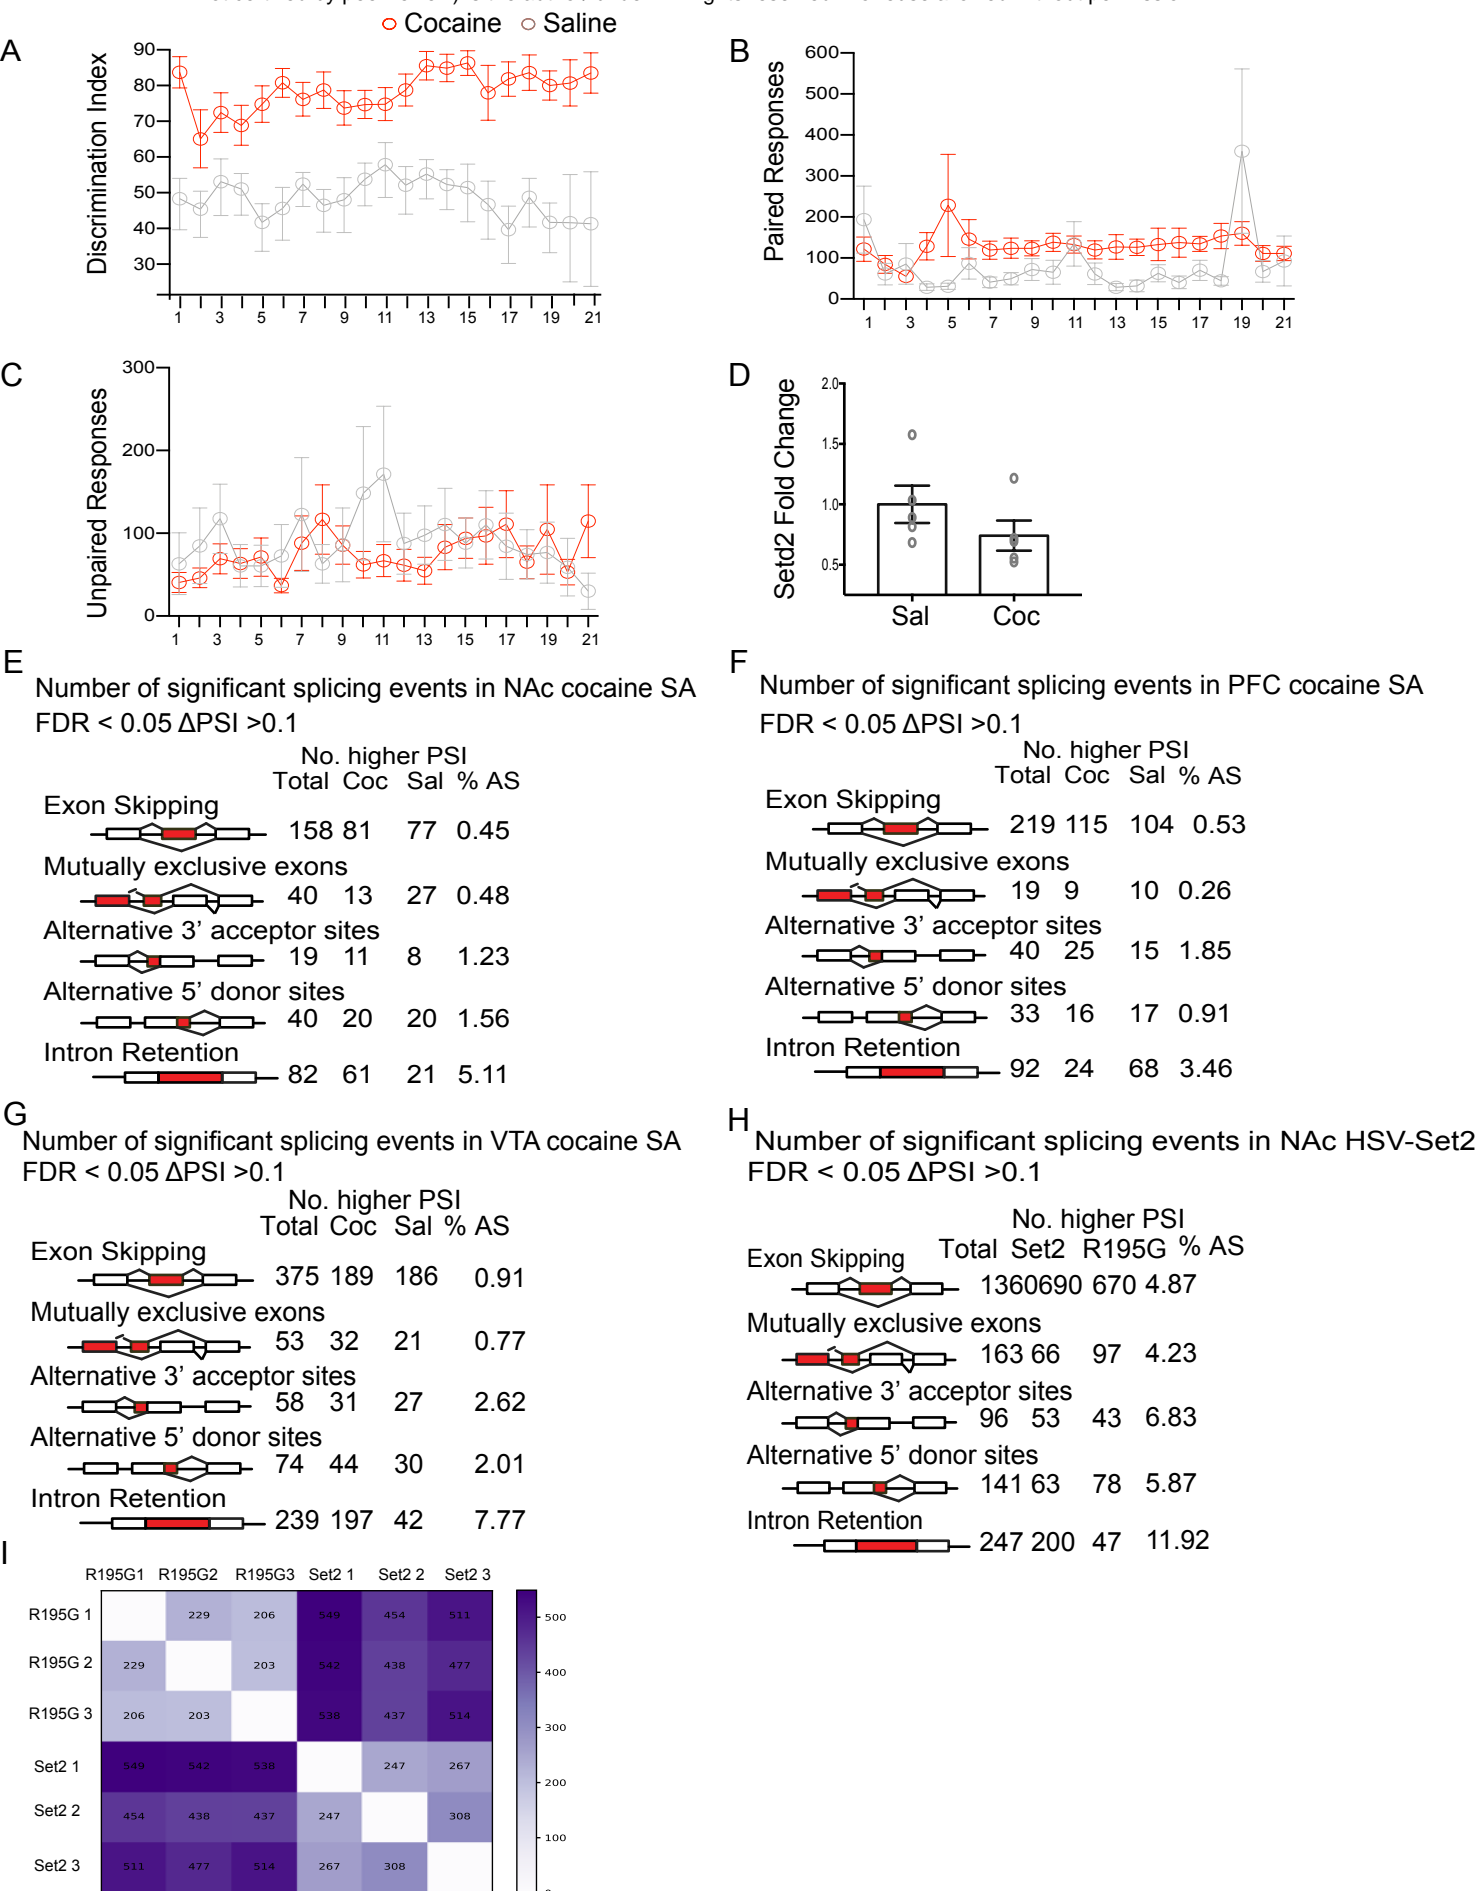 Cocaine Saline
A
Discrimination Index
90
80
70
60
50
40
30
1 3 5 7 9 11 13 15 17 19 21
B
Paired Responses
600
500
400
300
200
100
0
1 3 5 7 9 11 13 15 17 19 21
C
Unpaired Responses
300
200
100
0
1 3 5 7 9 11 13 15 17 19 21
D
Setd2 Fold Change
2.0
1.5
1.0
0.5
Sal Coc
E
Number of significant splicing events in NAc cocaine SA
FDR < 0.05 ΔPSI >0.1
No. higher PSI
Total Coc Sal % AS
Exon Skipping
158 81 77 0.45
Mutually exclusive exons
40 13 27 0.48
Alternative 3’ acceptor sites
19 11 8 1.23
Alternative 5’ donor sites
40 20 20 1.56
Intron Retention
82 61 21 5.11
F
Number of significant splicing events in PFC cocaine SA
FDR < 0.05 ΔPSI >0.1
No. higher PSI
Total Coc Sal % AS
Exon Skipping
219 115 104 0.53
Mutually exclusive exons
19 9 10 0.26
Alternative 3’ acceptor sites
40 25 15 1.85
Alternative 5’ donor sites
33 16 17 0.91
Intron Retention
92 24 68 3.46
G
Number of significant splicing events in VTA cocaine SA
FDR < 0.05 ΔPSI >0.1
No. higher PSI
Total Coc Sal % AS
Exon Skipping
375 189 186 0.91
Mutually exclusive exons
53 32 21 0.77
Alternative 3’ acceptor sites
58 31 27 2.62
Alternative 5’ donor sites
74 44 30 2.01
Intron Retention
239 197 42 7.77
H
Number of significant splicing events in NAc HSV-Set2
FDR < 0.05 ΔPSI >0.1
No. higher PSI
Total Set2 R195G % AS
Exon Skipping
1360690 670 4.87
Mutually exclusive exons
163 66 97 4.23
Alternative 3’ acceptor sites
96 53 43 6.83
Alternative 5’ donor sites
141 63 78 5.87
Intron Retention
247 200 47 11.92
I
R195G1 R195G2 R195G3 Set2 1 Set2 2 Set2 3
R195G 1 229 206 549 454 511
R195G 2 229 203 542 438 477
R195G 3 206 203 538 437 514
Set2 1 549 542 538 247 267
Set2 2 454 438 437 247 308
Set2 3 511 477 514 267 308
500
400
300
200
100